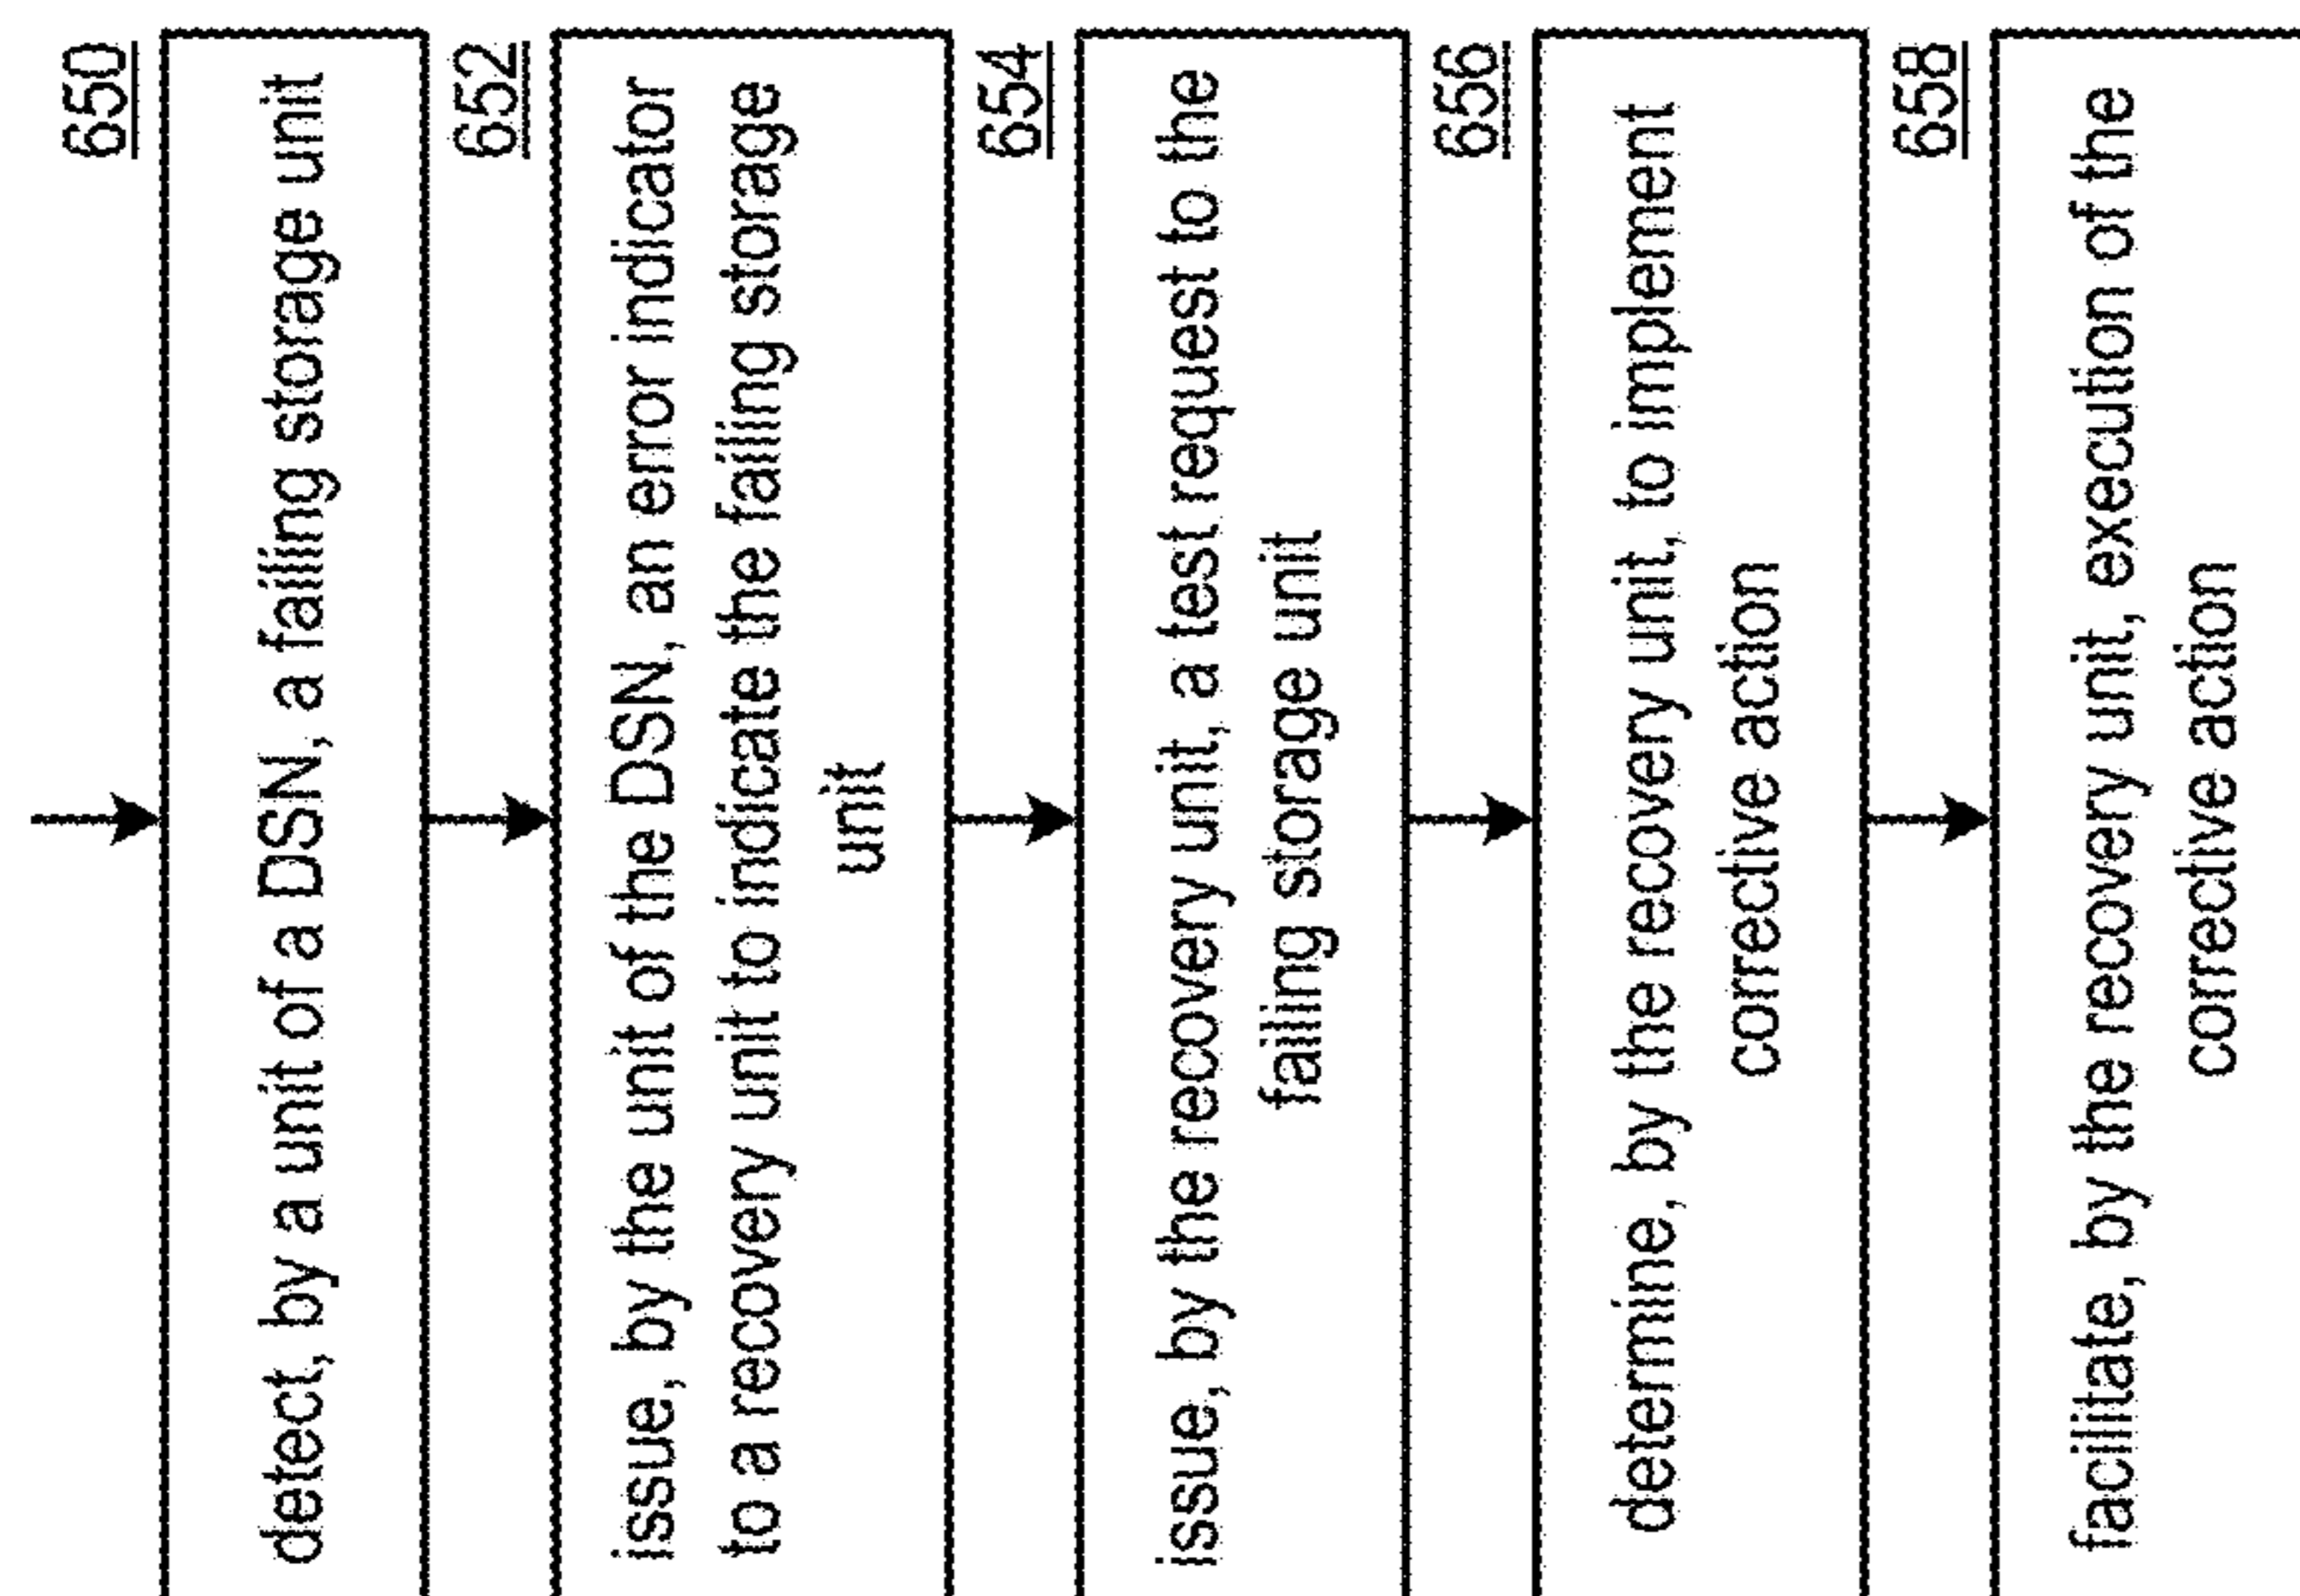 650
detect, by a unit of a DSN, a failing storage unit
652
issue, by the unit of the DSN, an error indicator
to a recovery unit to indicate the failing storage
unit
654
issue, by the recovery unit, a test request to the
failing storage unit
656
determine, by the recovery unit, to implement
corrective action
658
facilitate, by the recovery unit, execution of the
corrective action